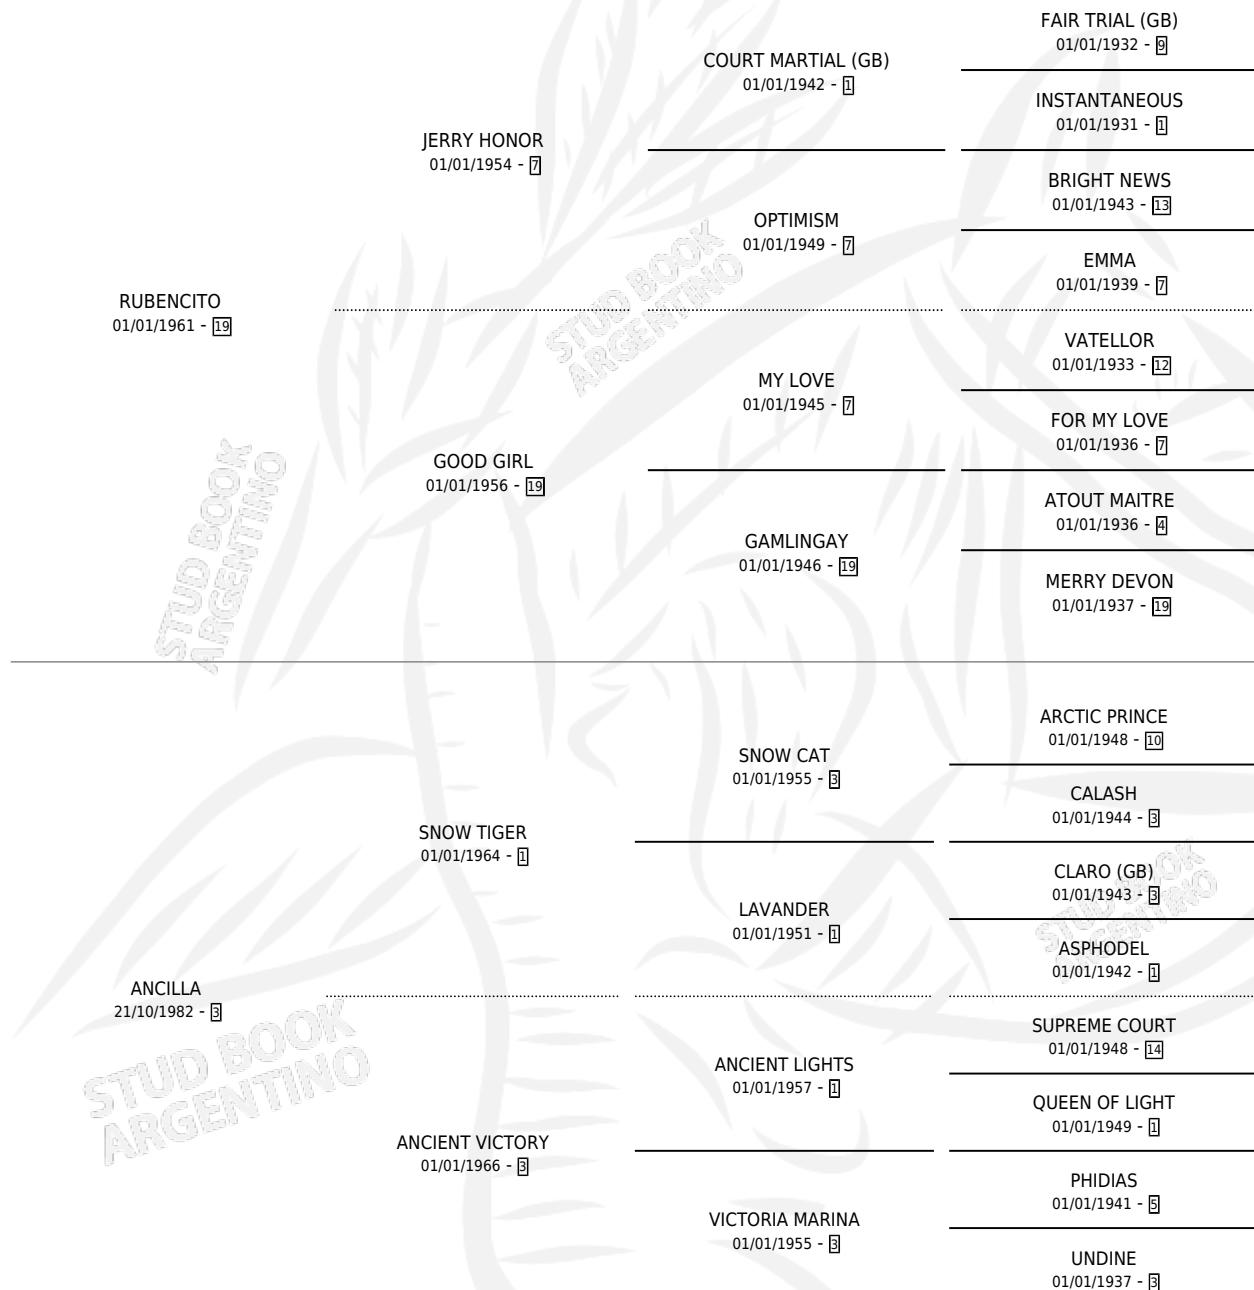 FAIR TRIAL (GB)
01/01/1932 - 9
COURT MARTIAL (GB)
01/01/1942 - 1
INSTANTANEOUS
01/01/1931 - 1
JERRY HONOR
01/01/1954 - 7
BRIGHT NEWS
01/01/1943 - 13
OPTIMISM
01/01/1949 - 7
EMMA
01/01/1939 - 7
RUBENCITO
01/01/1961 - 19
VATELLOR
01/01/1933 - 12
MY LOVE
01/01/1945 - 7
FOR MY LOVE
01/01/1936 - 7
GOOD GIRL
01/01/1956 - 19
ATOUT MAITRE
01/01/1936 - 4
GAMLINGAY
01/01/1946 - 19
MERRY DEVON
01/01/1937 - 19
ARCTIC PRINCE
01/01/1948 - 10
SNOW CAT
01/01/1955 - 3
CALASH
01/01/1944 - 3
SNOW TIGER
01/01/1964 - 1
CLARO (GB)
01/01/1943 - 3
LAVANDER
01/01/1951 - 1
ASPHODEL
01/01/1942 - 1
ANCILLA
21/10/1982 - 3
SUPREME COURT
01/01/1948 - 14
ANCIENT LIGHTS
01/01/1957 - 1
QUEEN OF LIGHT
01/01/1949 - 1
ANCIENT VICTORY
01/01/1966 - 3
PHIDIAS
01/01/1941 - 5
VICTORIA MARINA
01/01/1955 - 3
UNDINE
01/01/1937 - 3
STUD BOOK
ARGENTINO
STUD BOOK
ARGENTINO
STUD BOOK
ARGENTINO
STUD BOOK
ARGENTINO